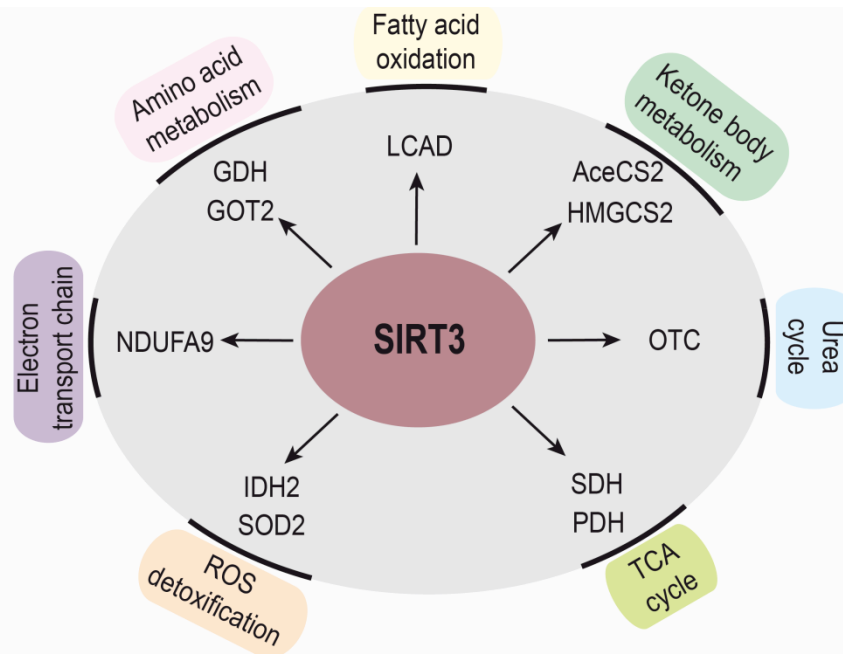 Fatty acid
oxidation
Amino acid
metabolism
Ketone body
metabolism
LCAD
GDH
GOT2
AceCS2
HMGCS2
Electron
transport chain
NDUFA9
SIRT3
OTC
Urea
cycle
IDH2
SOD2
SDH
PDH
ROS
detoxification
TCA
cycle